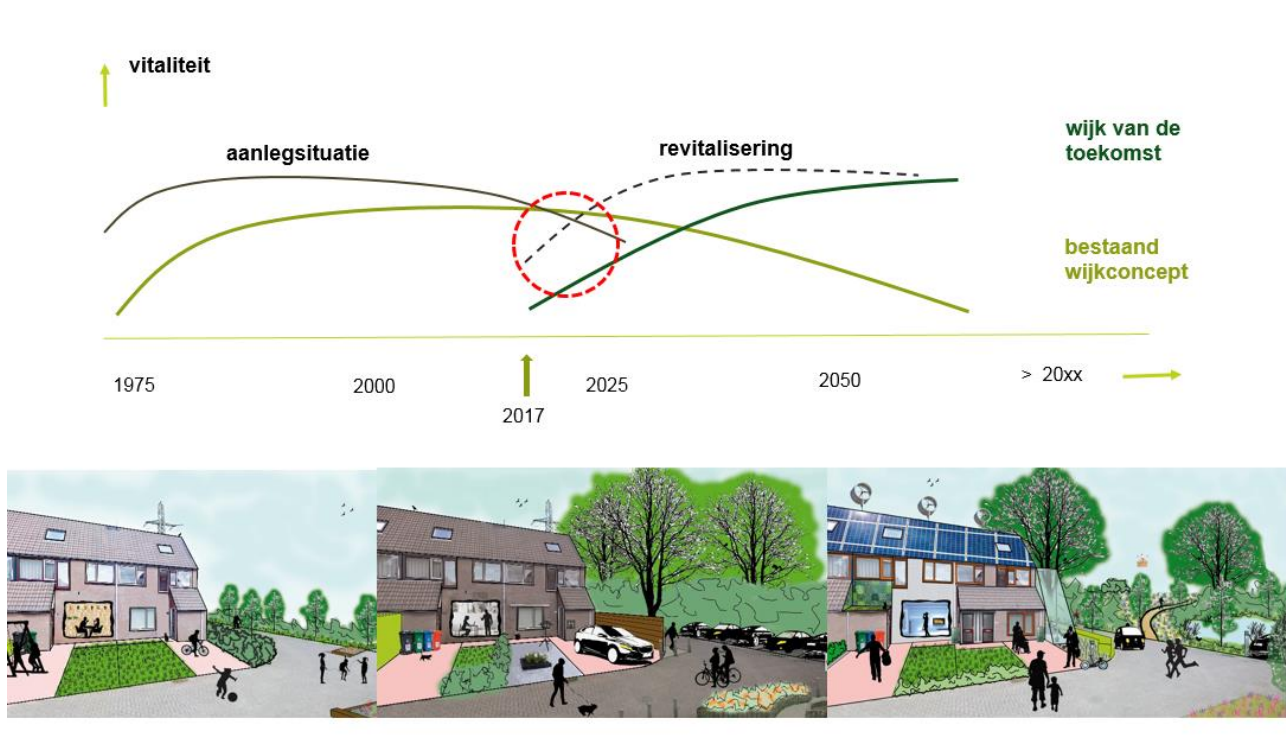 vitaliteit
aanlegsituatie
revitalisering
wijk van de
toekomst
bestaand
wijkconcept
1975
2000
2017
2025
2050
> 20xx